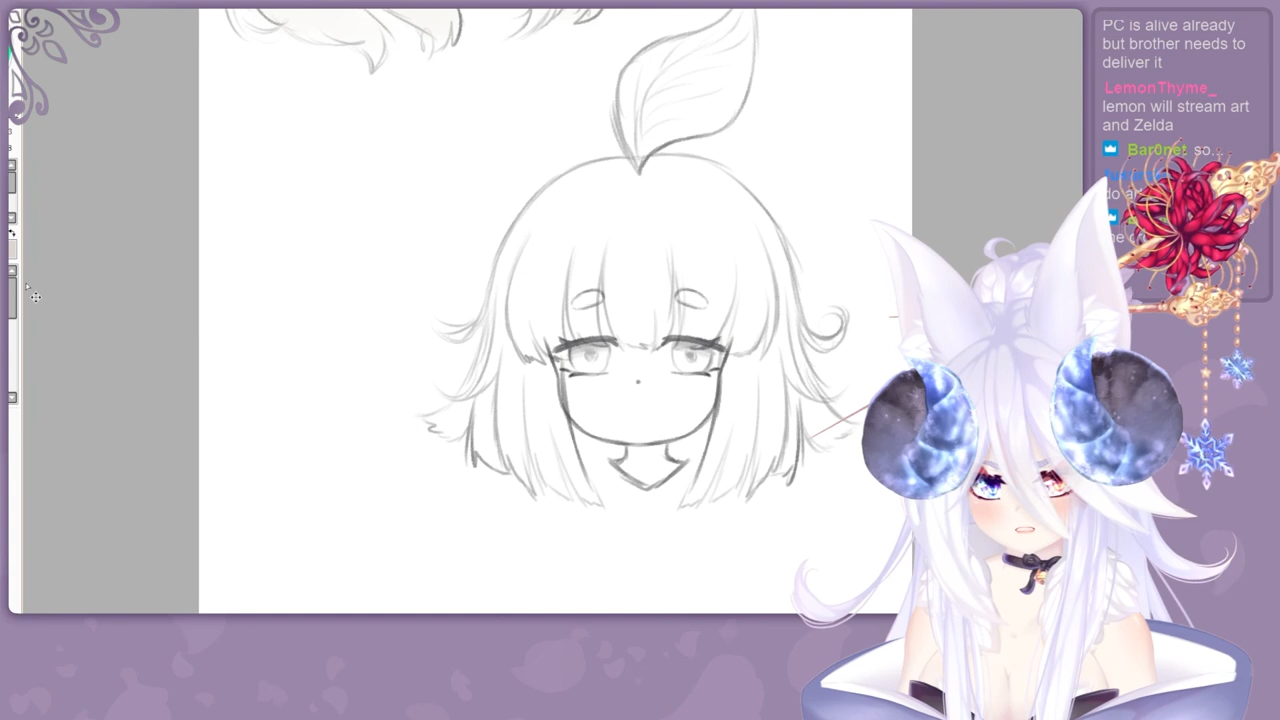 PC is alive already
but brother needs to
deliver it
LemonThyme_
lemon will stream art
and Zelda
Bar0net so...